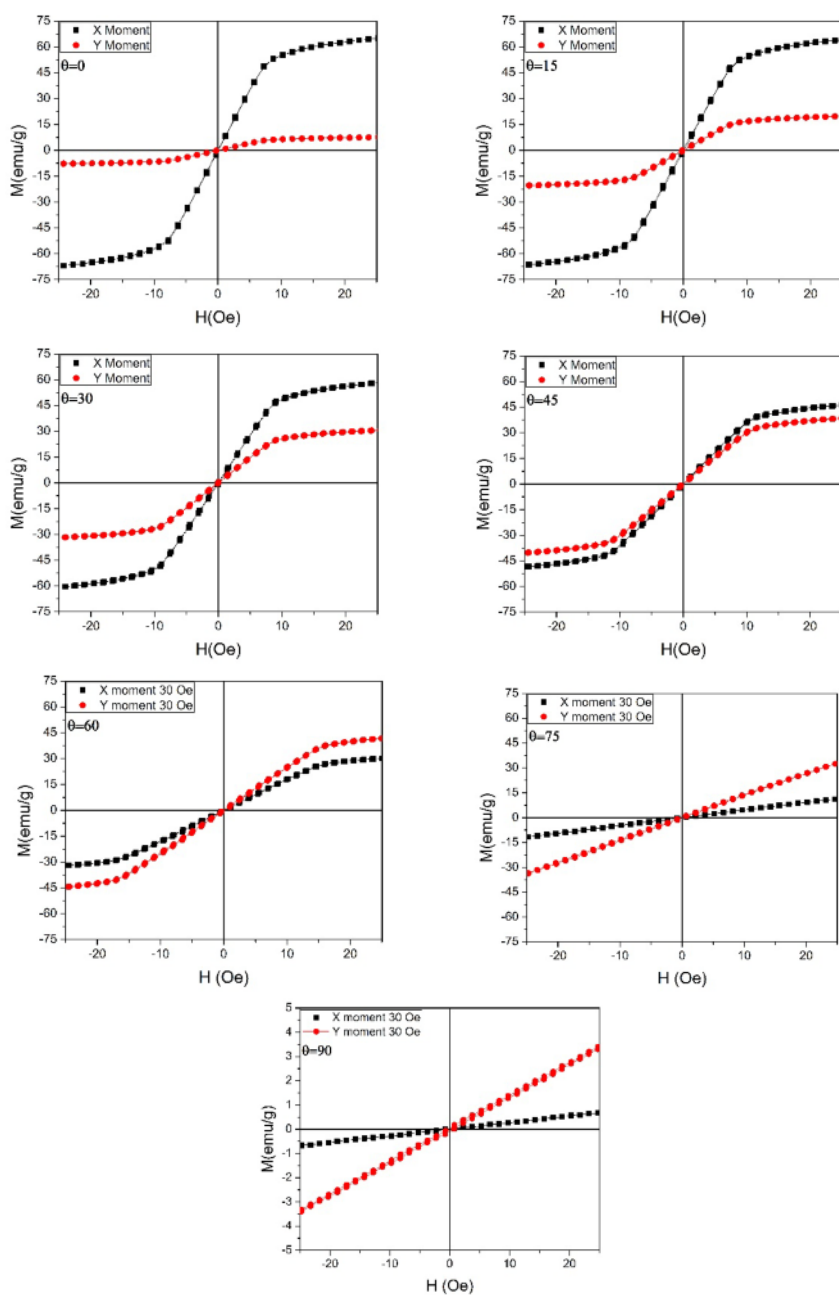 75
60
45
30
15
0
-15
-30
-45
-60
-75
M(emu/g)
X Moment
Y Moment
θ=0
-20 -10 0 10 20
H(Oe)
75
60
45
30
15
0
-15
-30
-45
-60
-75
M(emu/g)
X Moment
Y Moment
θ=15
-20 -10 0 10 20
H(Oe)
75
60
45
30
15
0
-15
-30
-45
-60
-75
M(emu/g)
X Moment
Y Moment
θ=30
-20 -10 0 10 20
H(Oe)
75
60
45
30
15
0
-15
-30
-45
-60
-75
M(emu/g)
X Moment
Y Moment
θ=45
-20 -10 0 10 20
H(Oe)
75
60
45
30
15
0
-15
-30
-45
-60
-75
M(emu/g)
X moment 30 Oe
Y moment 30 Oe
θ=60
-20 -10 0 10 20
H (Oe)
75
60
45
30
15
0
-15
-30
-45
-60
-75
M(emu/g)
X moment 30 Oe
Y moment 30 Oe
θ=75
-20 -10 0 10 20
H (Oe)
5
4
3
2
1
0
-1
-2
-3
-4
-5
M(emu/g)
X moment 30 Oe
Y moment 30 Oe
θ=90
-20 -10 0 10 20
H (Oe)